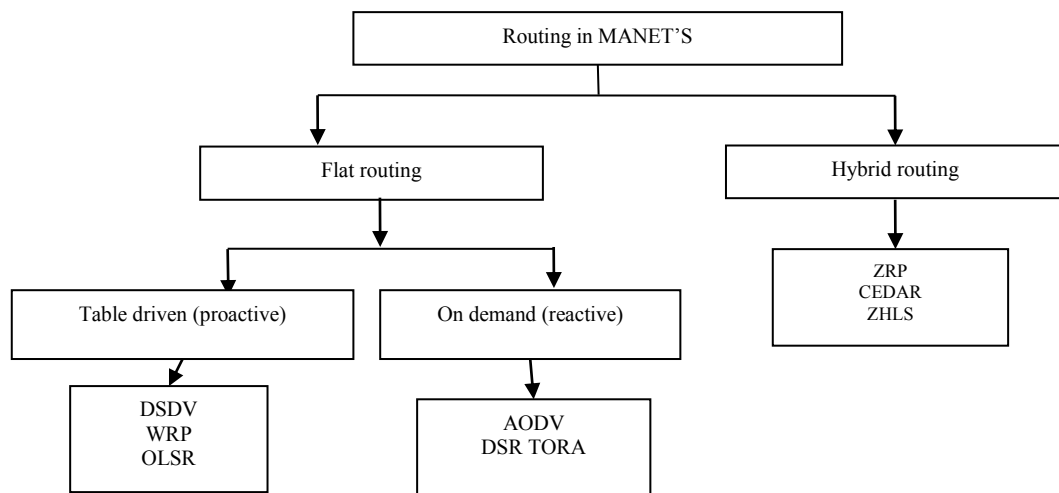 Routing in MANET’S
Flat routing
Hybrid routing
ZRP
CEDAR
ZHLS
Table driven (proactive)
On demand (reactive)
DSDV
WRP
OLSR
AODV
DSR TORA